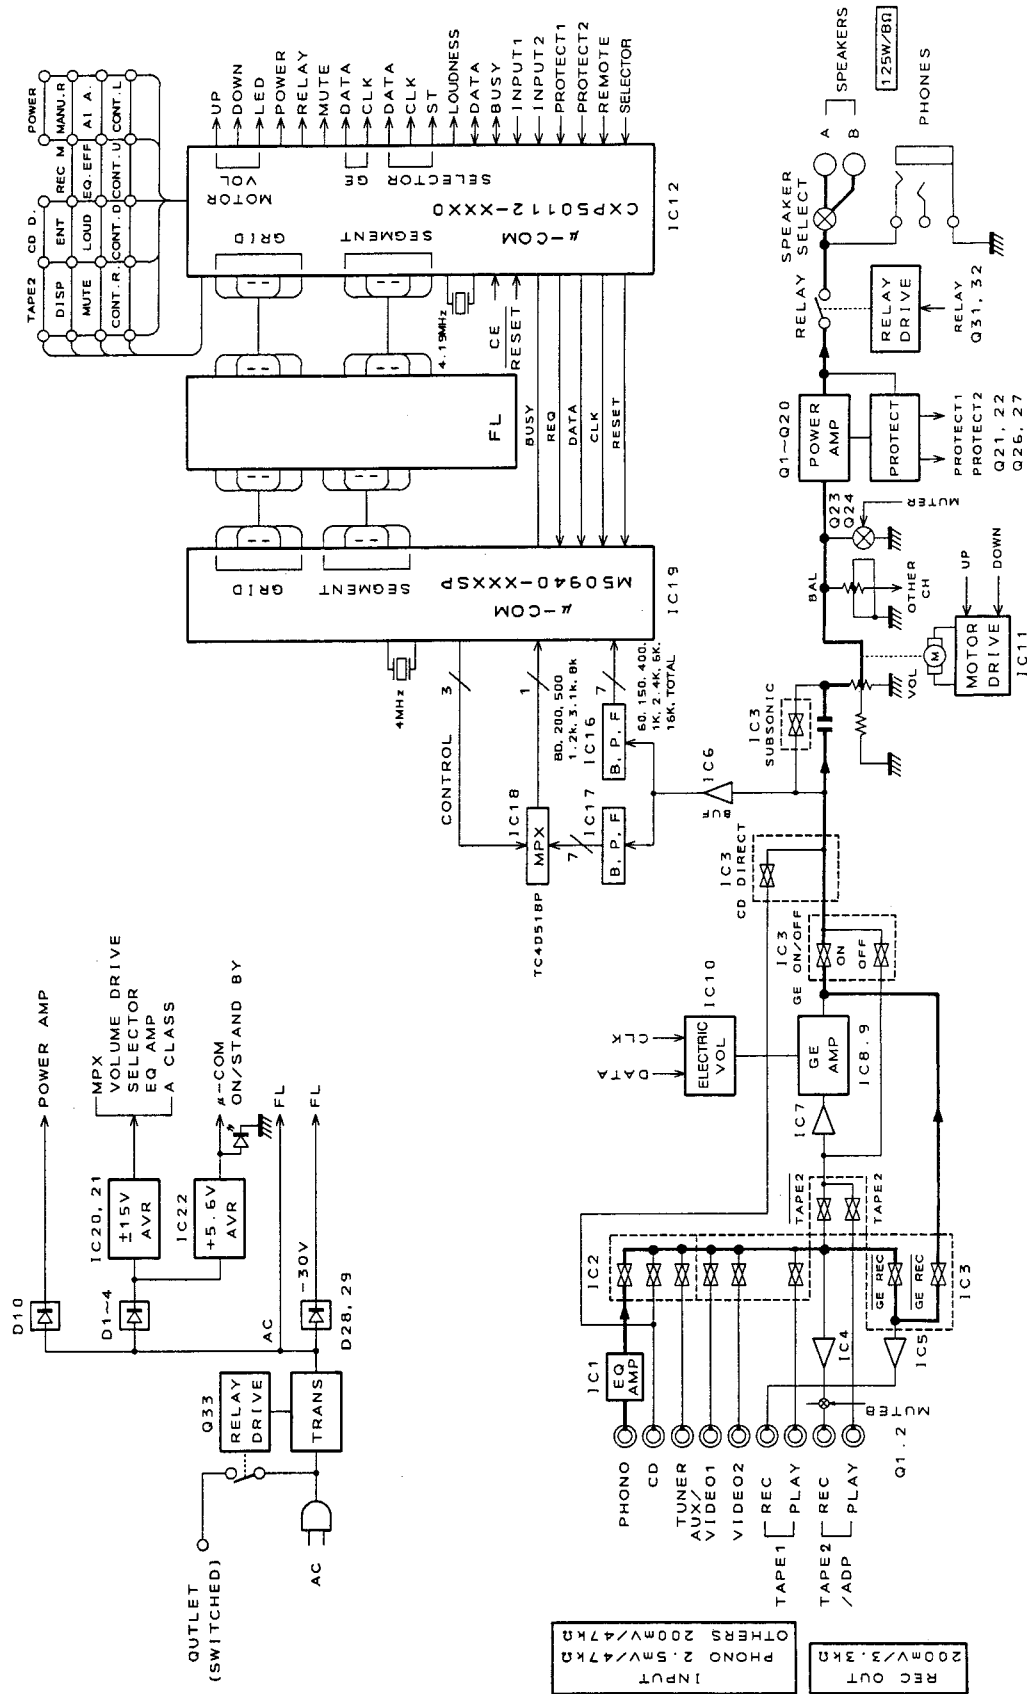 TAPE2
CD D.
POWER
DISP
ENT
REC M
MANU.R
MUTE
LOUD
EQ.EFF
AI A.
CONT.R.
CONT.D
CONT.U
CONT.L
UP
DOWN
LED
POWER
RELAY
MUTE
DATA
CLK
DATA
CLK
ST
LOUDNESS
DATA
BUSY
INPUT1
INPUT2
PROTECT1
PROTECT2
REMOTE
SELECTOR
MOTOR
VOL
GE
SELECTOR
GRID
SEGMENT
μ-COM
CXP50112-XXXO
IC12
4.19MHz
CE
RESET
FL
BUSY
REQ
DATA
CLK
RESET
GRID
SEGMENT
μ-COM
M50940-XXXSP
IC19
4MHz
CONTROL
3
1
7
7
80.200,500
1.2k.3.1k.8k
60.150.400.
1K.2.4K.6K.
16K.TOTAL
IC18
MPX
TC4051BP
IC17
B.P.F
IC16
B.P.F
BUF
IC6
POWER AMP
MPX
VOLUME DRIVE
SELECTOR
EQ AMP
A CLASS
μ-COM
ON/STAND BY
FL
FL
IC20, 21
±15V
AVR
IC22
+5.6V
AVR
D10
D1~4
AC
-30V
D28, 29
Q33
RELAY
DRIVE
TRANS
OUTLET
(SWITCHED)
AC
SPEAKERS
A
B
125W/8Ω
PHONES
SPEAKER
SELECT
RELAY
RELAY
DRIVE
RELAY
Q31, 32
Q1~Q20
POWER
AMP
PROTECT
PROTECT1
PROTECT2
Q21, 22
Q26, 27
Q23
Q24
MUTER
BAL
OTHER
CH
VOL
M
MOTOR
DRIVE
UP
DOWN
IC11
IC3
SUBSONIC
IC3
CD DIRECT
IC3
GE ON/OFF
ON
OFF
IC10
ELECTRIC
VOL
CLK
DATA
GE
AMP
IC8.9
IC7
TAPE2
TAPE2
IC2
IC1
EQ
AMP
GE REC
GE REC
IC3
IC4
IC5
MUTEB
Q1.2
PHONO
CD
TUNER
AUX/
VIDEO1
VIDEO2
REC
PLAY
TAPE1
REC
PLAY
TAPE2
/ADP
INPUT
PHONO 2.5mV/47kΩ
OTHERS 200mV/47kΩ
REC OUT
200mV/3.3kΩ